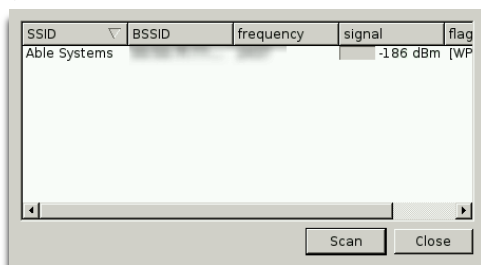 SSID BSSID frequency signal flag
Able Systems -186 dBm [WP
Scan Close